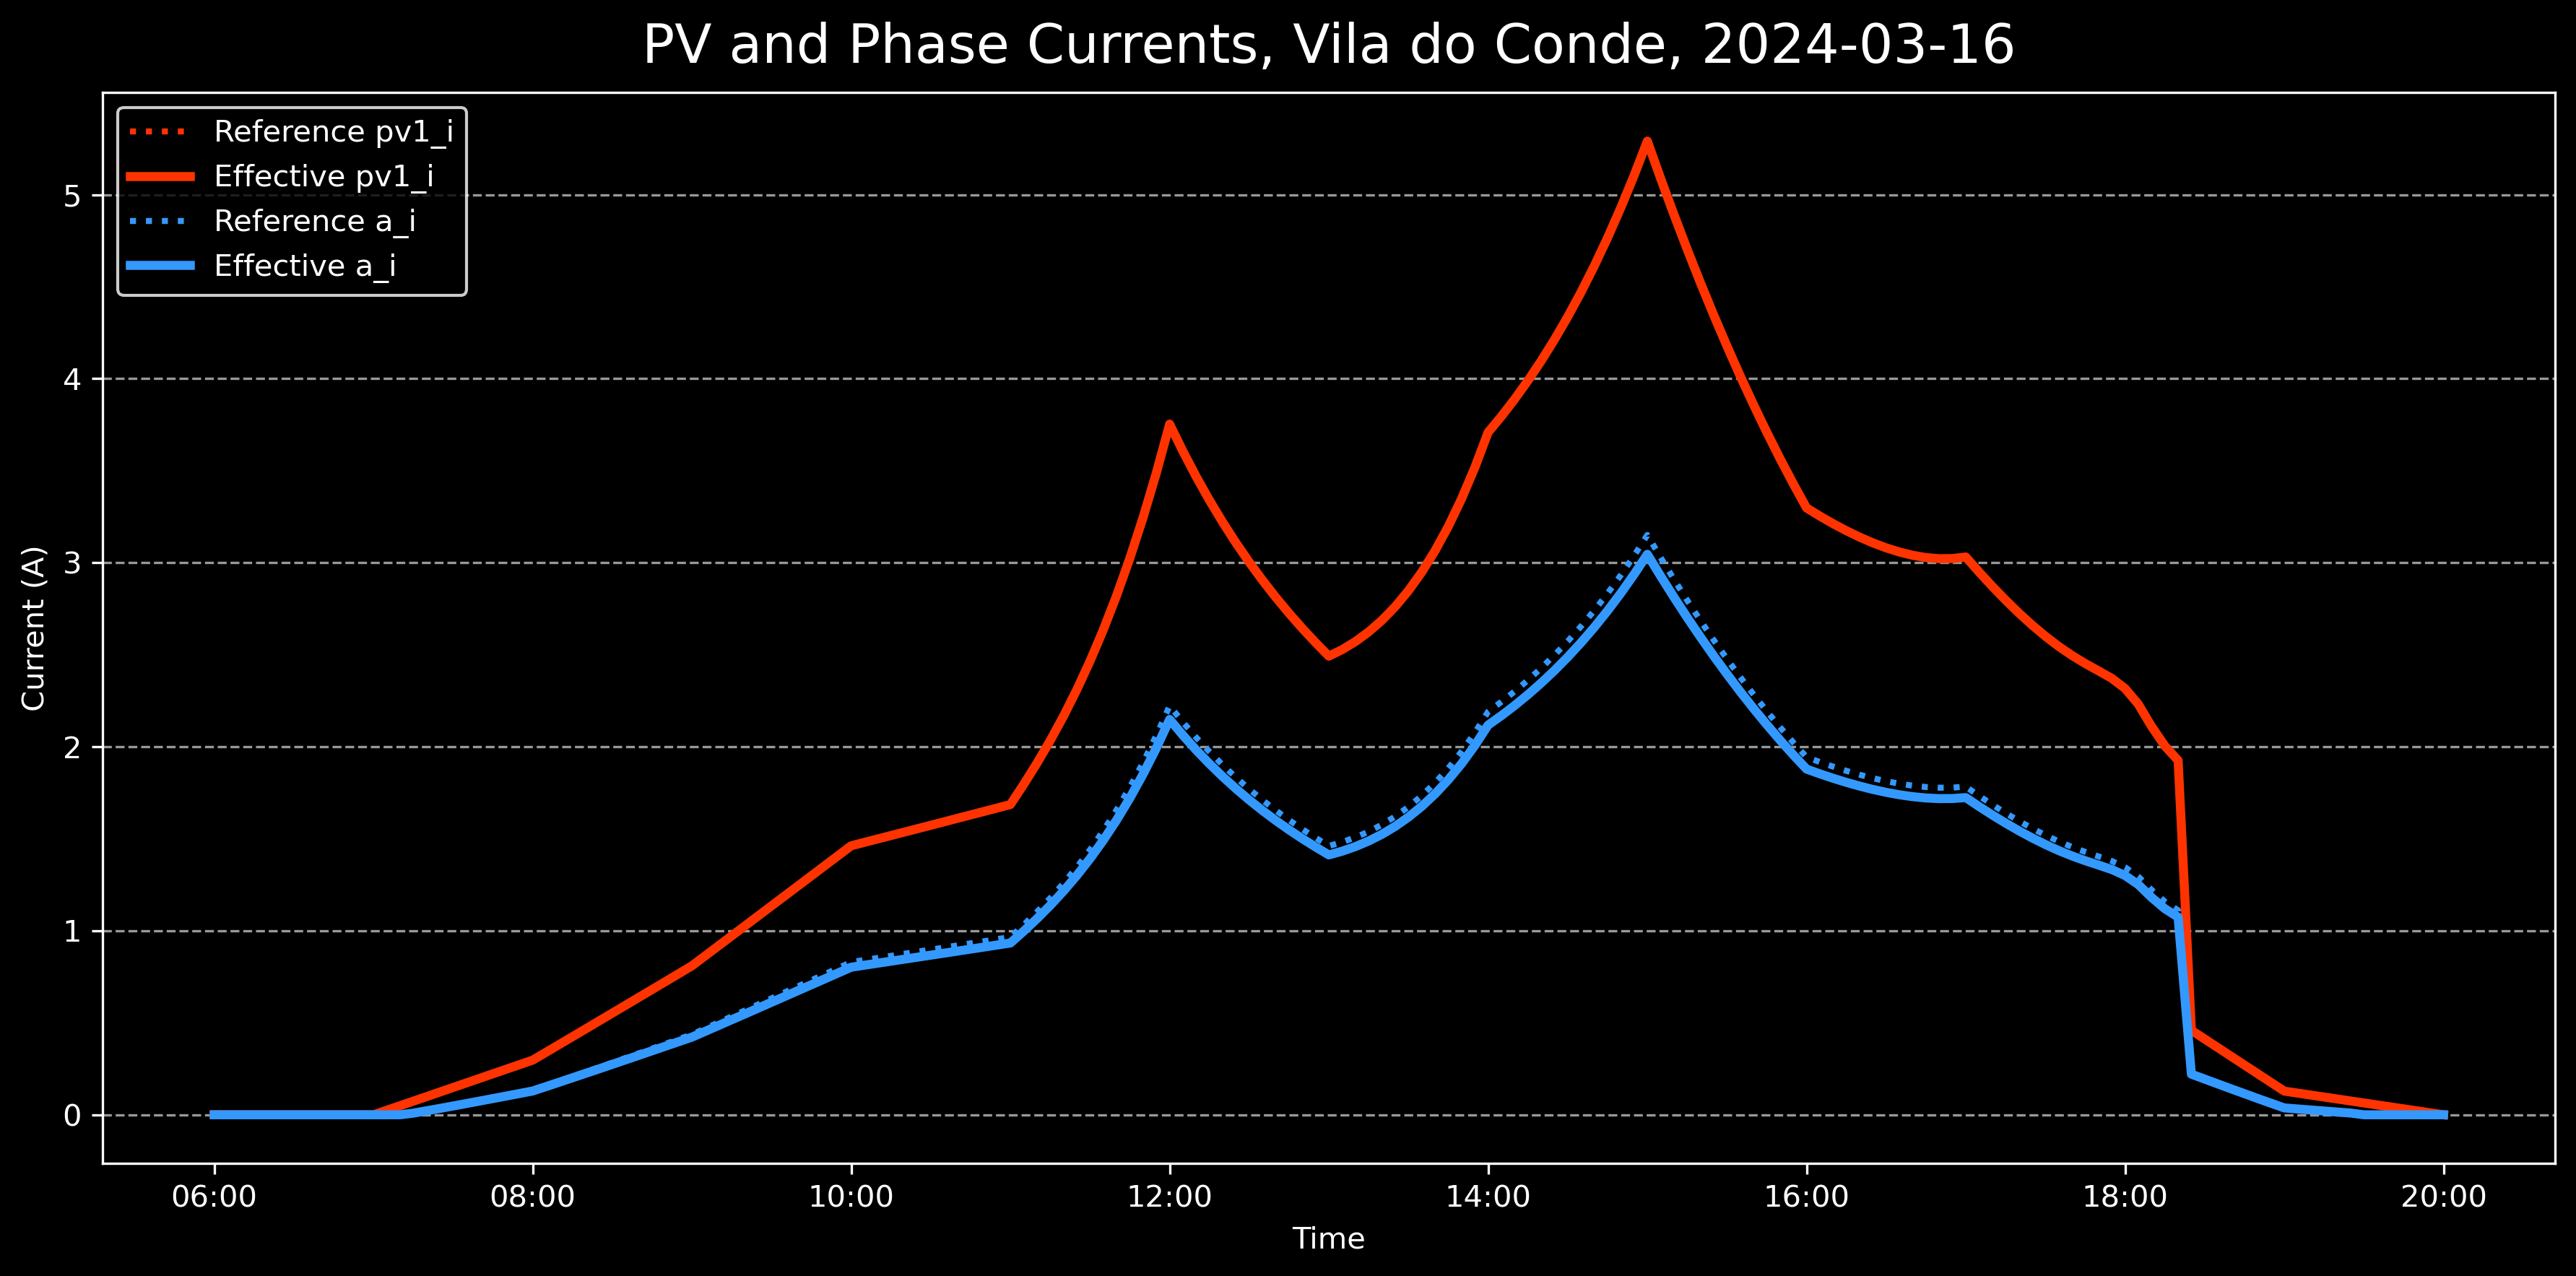 PV and Phase Currents, Vila do Conde, 2024-03-16
Reference pv1_i
Effective pv1_i
Reference a_i
Effective a_i
5
4
3
2
1
0
Current (A)
06:00 08:00 10:00 12:00 14:00 16:00 18:00 20:00
Time